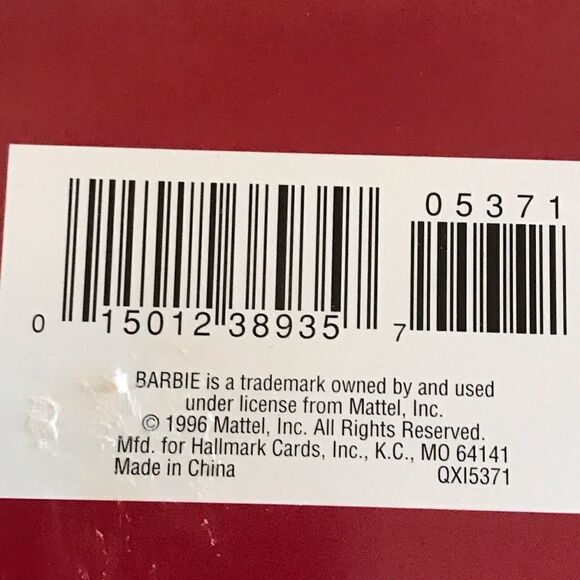 05371
0 15012 38935 7
BARBIE is a trademark owned by and used
under license from Mattel, Inc.
© 1996 Mattel, Inc. All Rights Reserved.
Mfd. for Hallmark Cards, Inc., K.C., MO 64141
Made in China QXI5371